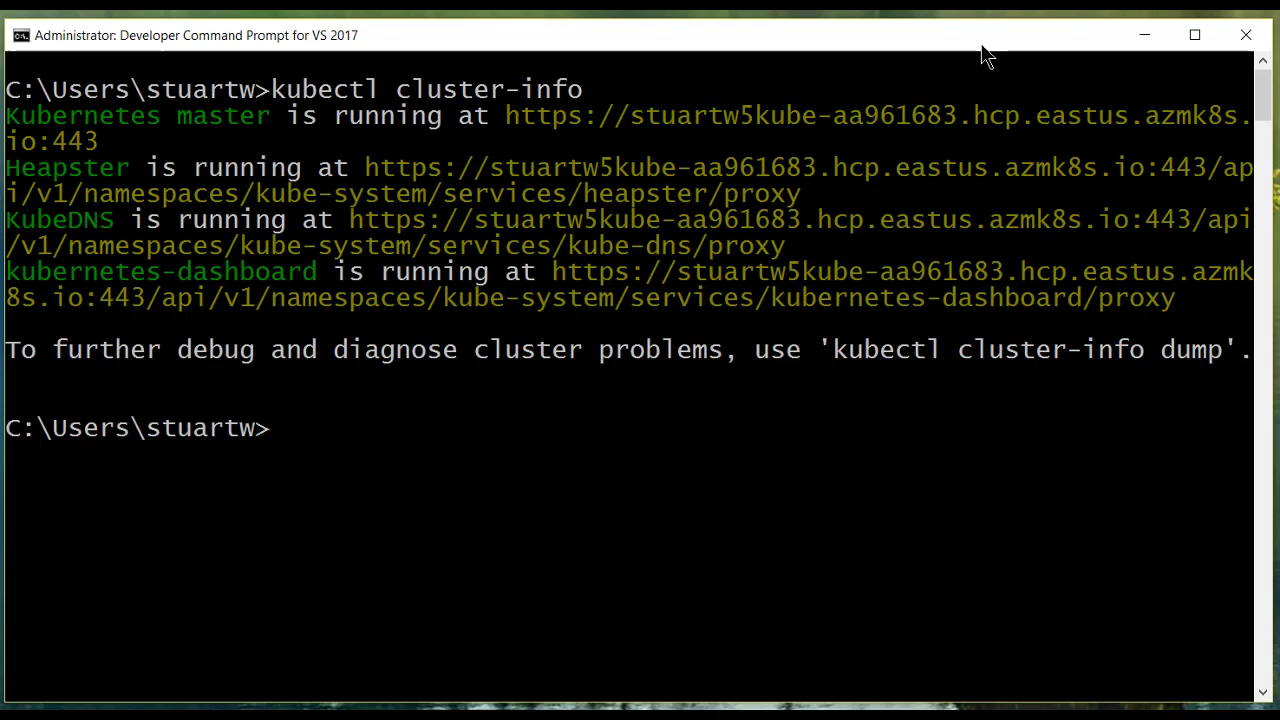 Administrator: Developer Command Prompt for VS 2017
C:\Users\stuartw>kubectl cluster-info
Kubernetes master is running at https://stuartw5kube-aa961683.hcp.eastus.azmk8s.
io:443
Heapster is running at https://stuartw5kube-aa961683.hcp.eastus.azmk8s.io:443/ap
i/v1/namespaces/kube-system/services/heapster/proxy
KubeDNS is running at https://stuartw5kube-aa961683.hcp.eastus.azmk8s.io:443/api
/v1/namespaces/kube-system/services/kube-dns/proxy
kubernetes-dashboard is running at https://stuartw5kube-aa961683.hcp.eastus.azmk
8s.io:443/api/v1/namespaces/kube-system/services/kubernetes-dashboard/proxy
To further debug and diagnose cluster problems, use 'kubectl cluster-info dump'.
C:\Users\stuartw>